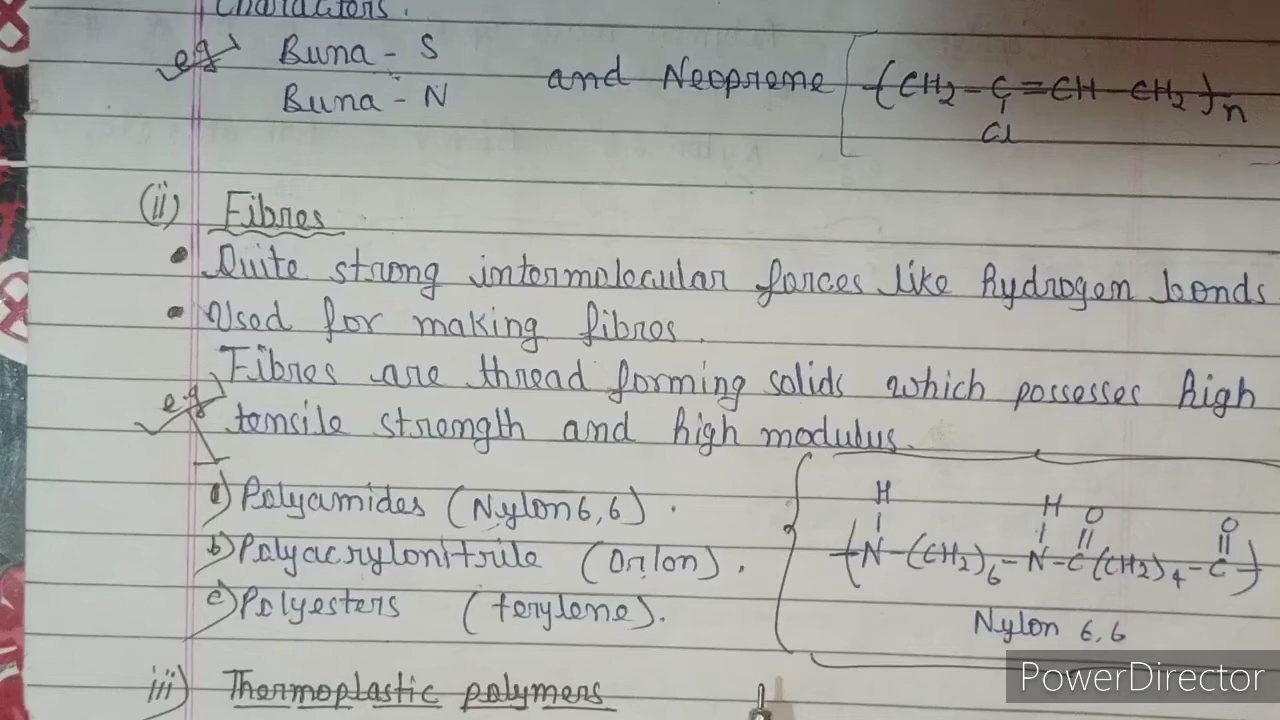 Characters.
eg Buna - S
Buna - N and Neoprene (CH2 - C = CH - CH2)n
Cl
(ii) Fibres
• Quite strong intermolecular forces like hydrogen bonds
• Used for making fibres.
Fibres are thread forming solids which possesses high
e.g tensile strength and high modulus.
a) Polyamides (Nylon 6,6).
b) Polyacrylonitrile (Orlon).
c) Polyesters (terylene).
H H O O
(N - (CH2)6 - N - C (CH2)4 - C)
Nylon 6,6
iii) Thermoplastic polymers
PowerDirector